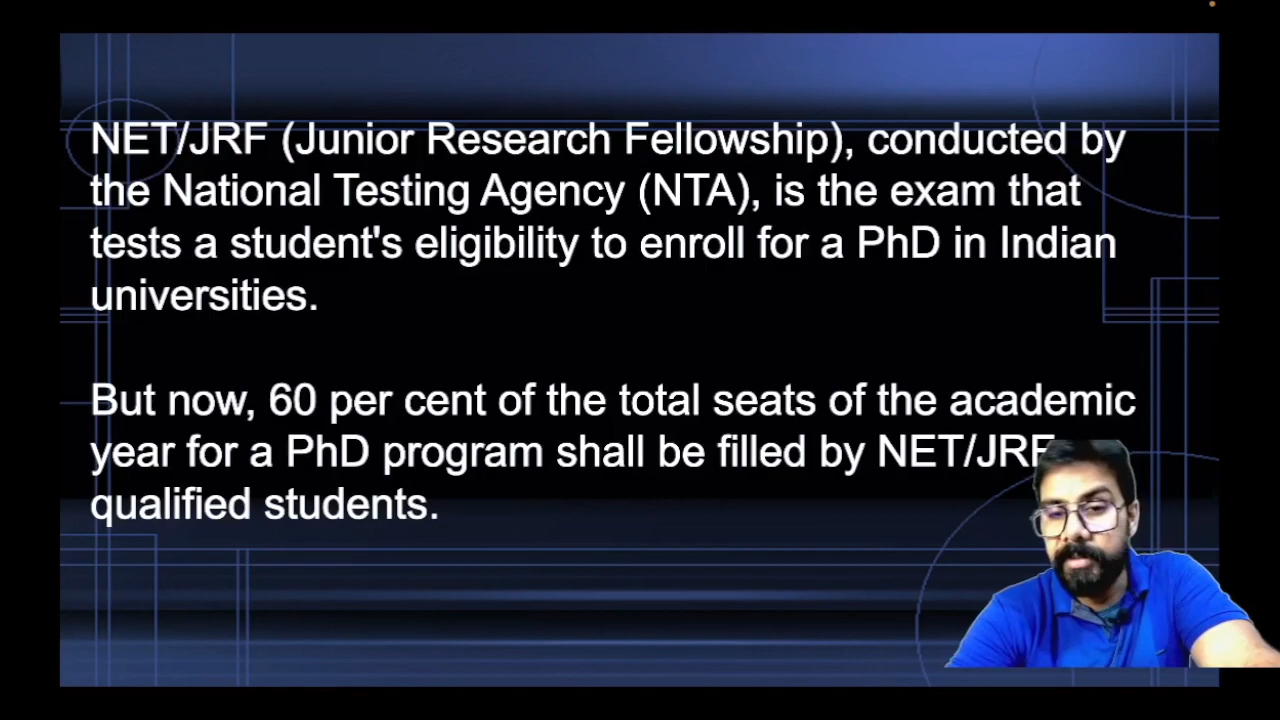 NET/JRF (Junior Research Fellowship), conducted by
the National Testing Agency (NTA), is the exam that
tests a student's eligibility to enroll for a PhD in Indian
universities.
But now, 60 per cent of the total seats of the academic
year for a PhD program shall be filled by NET/JRF
qualified students.